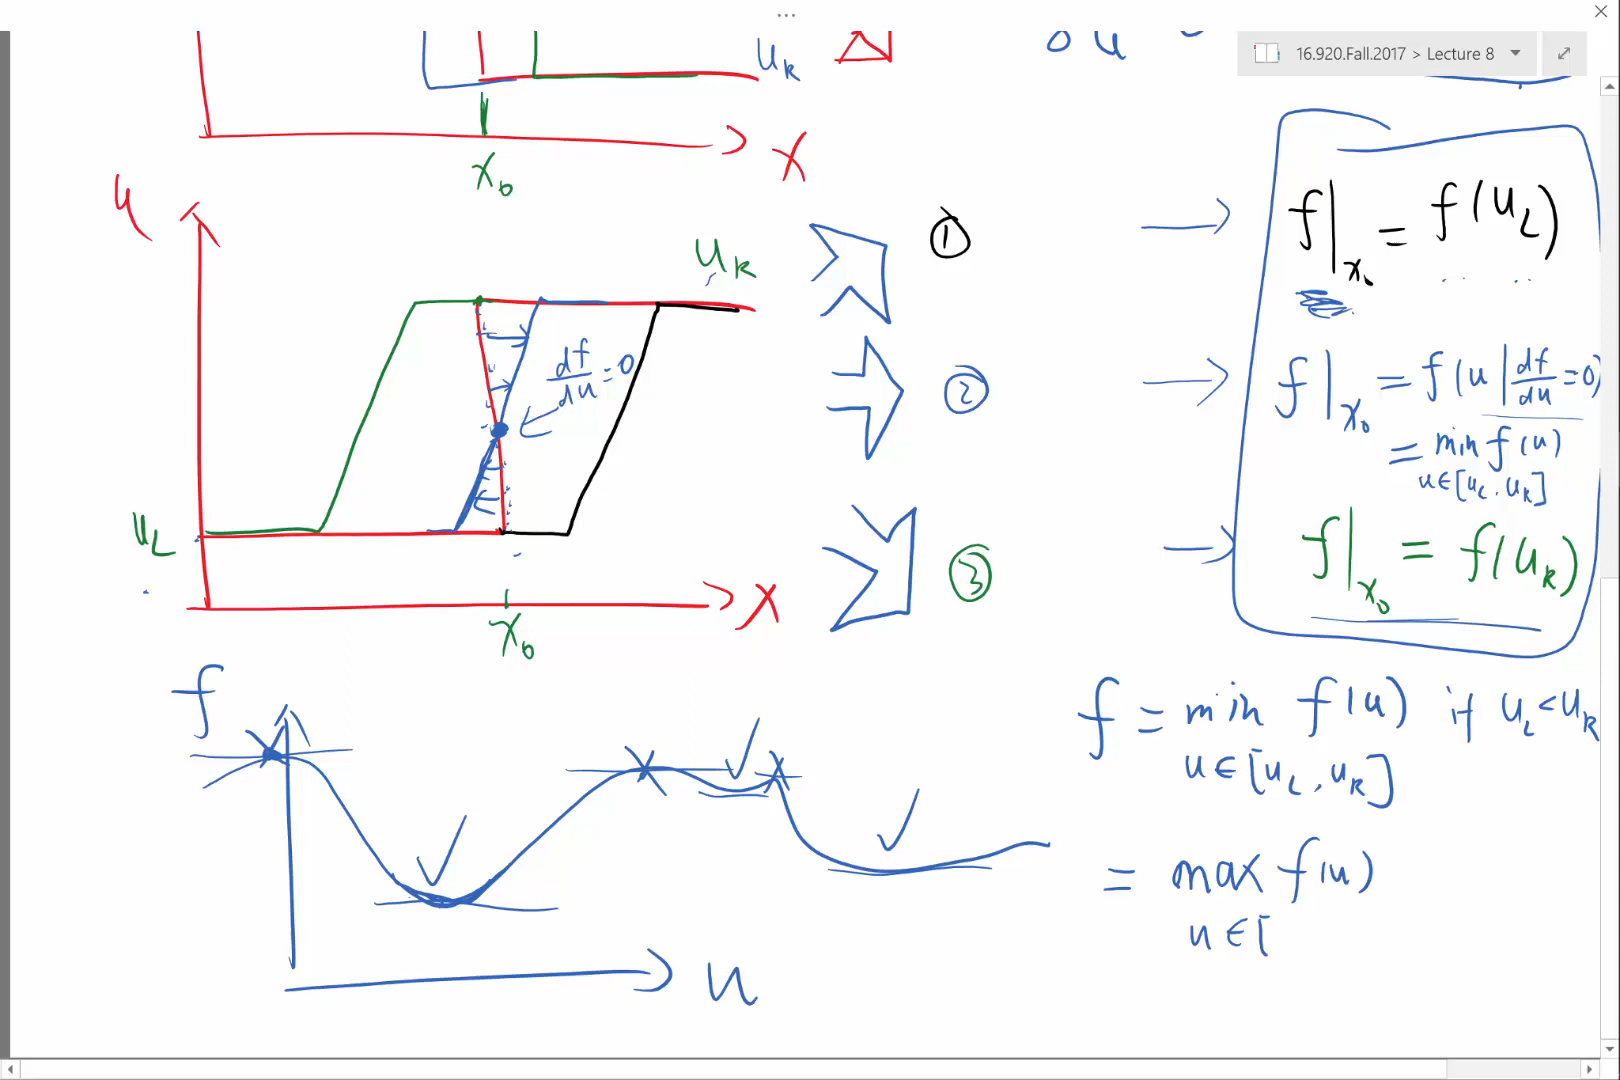 16.920.Fall.2017 > Lecture 8
u_R
x_0
x
u
u_R
①
f|_{x_0} = f(u_L)
df/du = 0
②
f|_{x_0} = f(u | df/du = 0)
= min f(u)
u ∈ [u_L, u_R]
u_L
③
f|_{x_0} = f(u_R)
x
x_0
f
f = min f(u) if u_L < u_R
u ∈ [u_L, u_R]
= max f(u)
u ∈ [
u